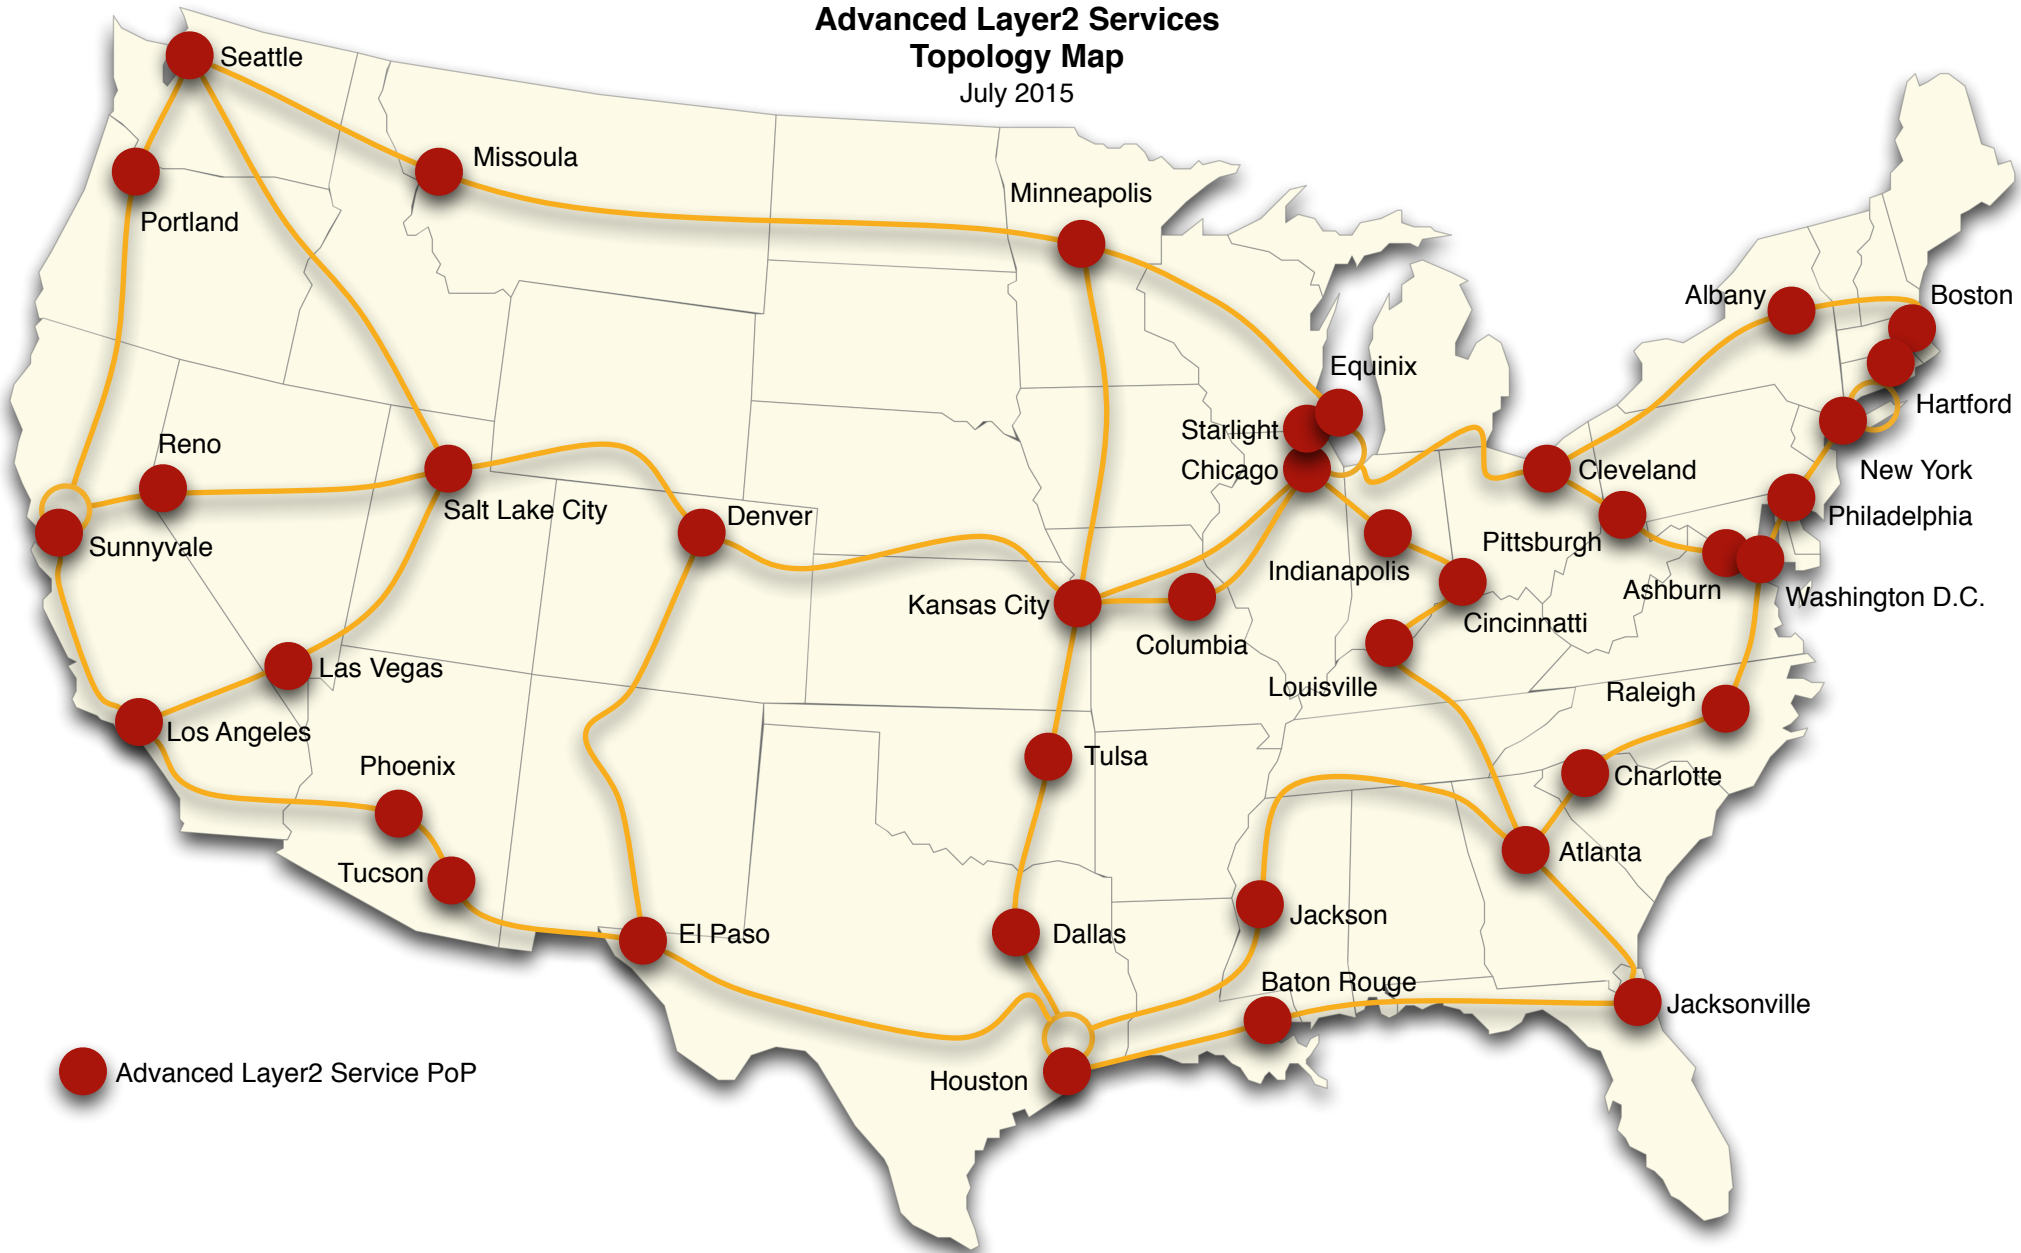 Advanced Layer2 Services
Topology Map
July 2015
Seattle
Missoula
Minneapolis
Portland
Albany
Boston
Equinix
Hartford
Starlight
Reno
Chicago
Cleveland
New York
Salt Lake City
Denver
Philadelphia
Sunnyvale
Pittsburgh
Indianapolis
Ashburn
Washington D.C.
Kansas City
Cincinnatti
Columbia
Las Vegas
Louisville
Raleigh
Los Angeles
Tulsa
Phoenix
Charlotte
Atlanta
Tucson
Jackson
El Paso
Dallas
Baton Rouge
Jacksonville
Advanced Layer2 Service PoP
Houston